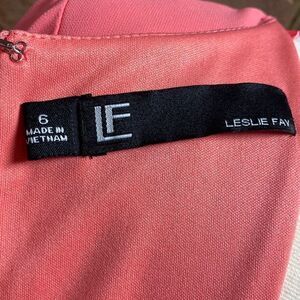 6
MADE IN
VIETNAM
LF
LESLIE FAY